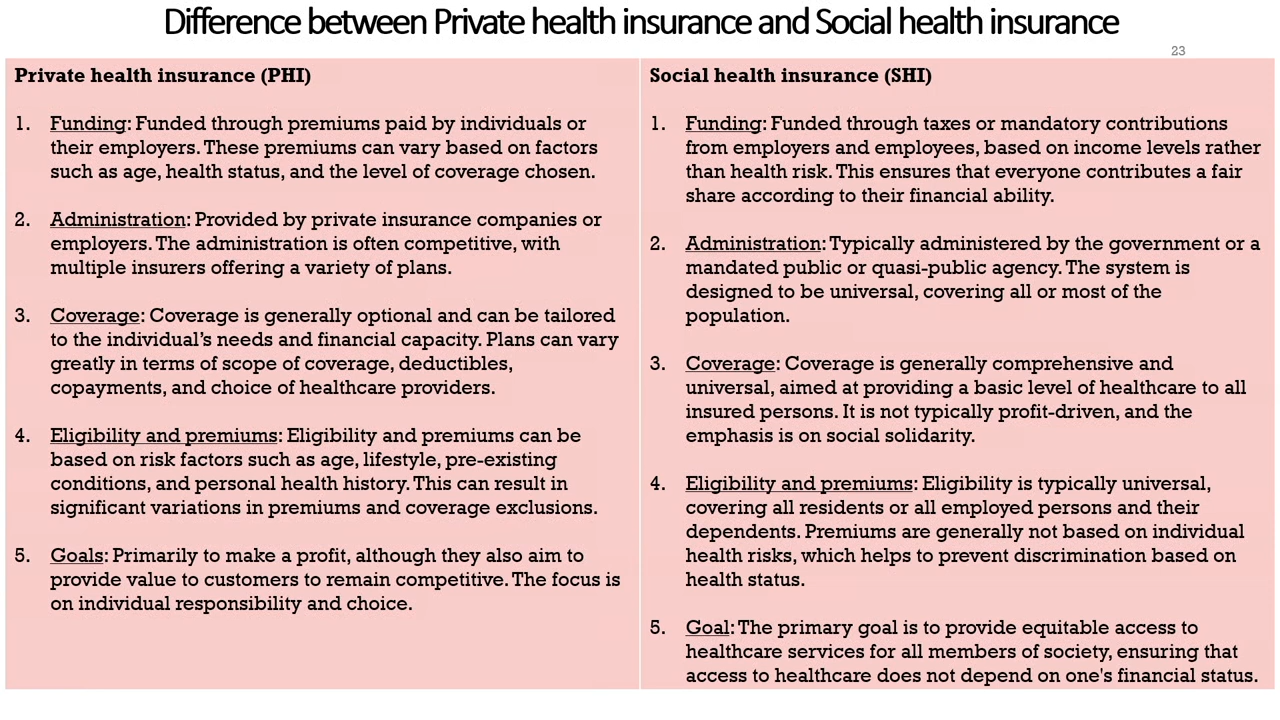 Difference between Private health insurance and Social health insurance
23
Private health insurance (PHI)
1. Funding: Funded through premiums paid by individuals or
their employers. These premiums can vary based on factors
such as age, health status, and the level of coverage chosen.
2. Administration: Provided by private insurance companies or
employers. The administration is often competitive, with
multiple insurers offering a variety of plans.
3. Coverage: Coverage is generally optional and can be tailored
to the individual’s needs and financial capacity. Plans can vary
greatly in terms of scope of coverage, deductibles,
copayments, and choice of healthcare providers.
4. Eligibility and premiums: Eligibility and premiums can be
based on risk factors such as age, lifestyle, pre-existing
conditions, and personal health history. This can result in
significant variations in premiums and coverage exclusions.
5. Goals: Primarily to make a profit, although they also aim to
provide value to customers to remain competitive. The focus is
on individual responsibility and choice.
Social health insurance (SHI)
1. Funding: Funded through taxes or mandatory contributions
from employers and employees, based on income levels rather
than health risk. This ensures that everyone contributes a fair
share according to their financial ability.
2. Administration: Typically administered by the government or a
mandated public or quasi-public agency. The system is
designed to be universal, covering all or most of the
population.
3. Coverage: Coverage is generally comprehensive and
universal, aimed at providing a basic level of healthcare to all
insured persons. It is not typically profit-driven, and the
emphasis is on social solidarity.
4. Eligibility and premiums: Eligibility is typically universal,
covering all residents or all employed persons and their
dependents. Premiums are generally not based on individual
health risks, which helps to prevent discrimination based on
health status.
5. Goal: The primary goal is to provide equitable access to
healthcare services for all members of society, ensuring that
access to healthcare does not depend on one's financial status.